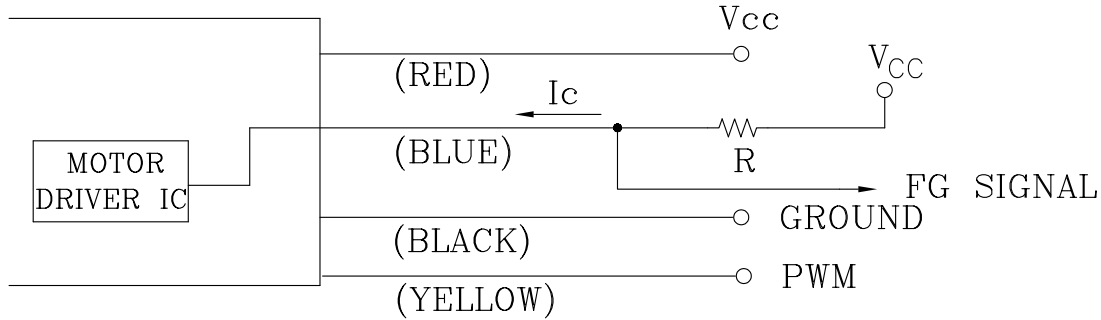 Vcc
(RED)
VCC
Ic
(BLUE)
R
MOTOR
DRIVER IC
FG SIGNAL
GROUND
(BLACK)
PWM
(YELLOW)